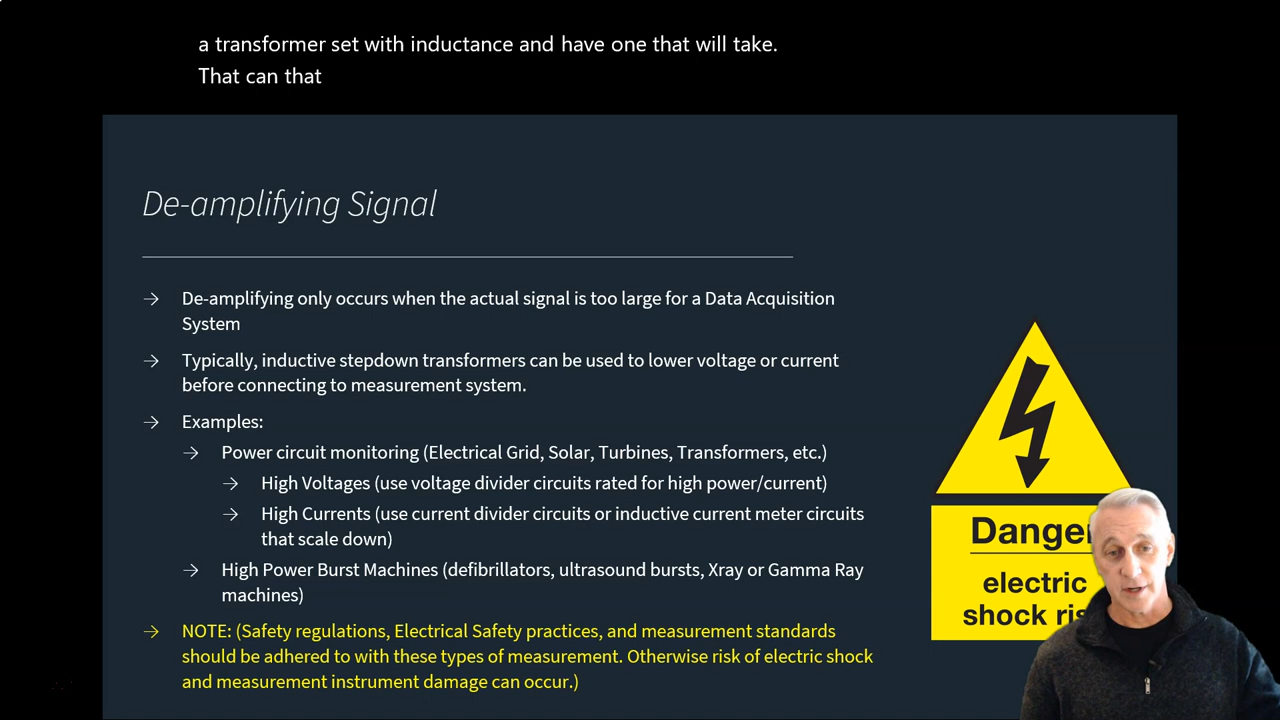 a transformer set with inductance and have one that will take.
That can that
De-amplifying Signal
→ De-amplifying only occurs when the actual signal is too large for a Data Acquisition
System
→ Typically, inductive stepdown transformers can be used to lower voltage or current
before connecting to measurement system.
→ Examples:
→ Power circuit monitoring (Electrical Grid, Solar, Turbines, Transformers, etc.)
→ High Voltages (use voltage divider circuits rated for high power/current)
→ High Currents (use current divider circuits or inductive current meter circuits
that scale down)
→ High Power Burst Machines (defibrillators, ultrasound bursts, Xray or Gamma Ray
machines)
→ NOTE: (Safety regulations, Electrical Safety practices, and measurement standards
should be adhered to with these types of measurement. Otherwise risk of electric shock
and measurement instrument damage can occur.)
Danger
electric
shock ris